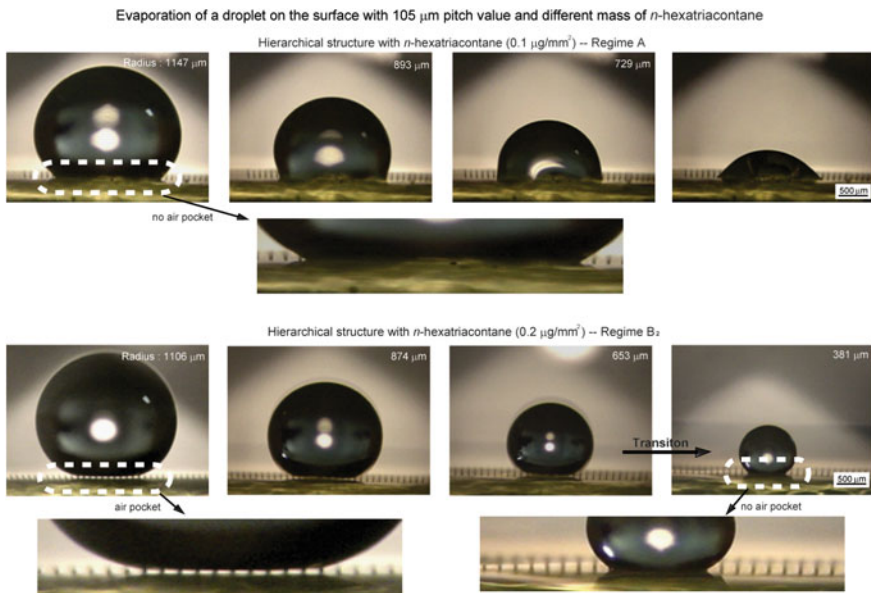 Evaporation of a droplet on the surface with 105 μm pitch value and different mass of n-hexatriacontane
Hierarchical structure with n-hexatriacontane (0.1 μg/mm²) -- Regime A
Radius : 1147 μm
893 μm
729 μm
500 μm
no air pocket
Hierarchical structure with n-hexatriacontane (0.2 μg/mm²) -- Regime B₂
Radius : 1106 μm
874 μm
653 μm
381 μm
Transiton
500 μm
air pocket
no air pocket